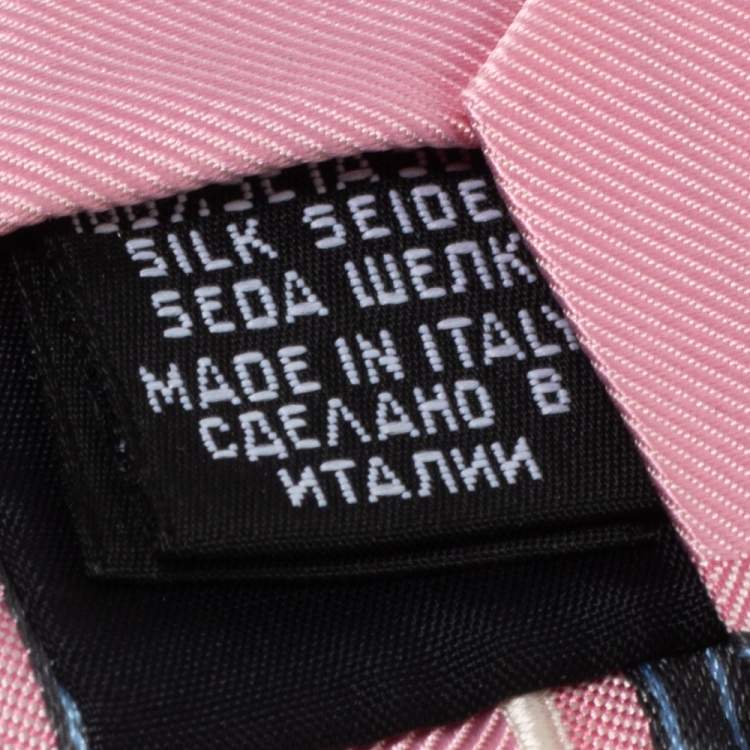 SILK SEIDE
SEDA ШЕЛК
MADE IN ITALY
СДЕЛАНО В
ИТАЛИИ